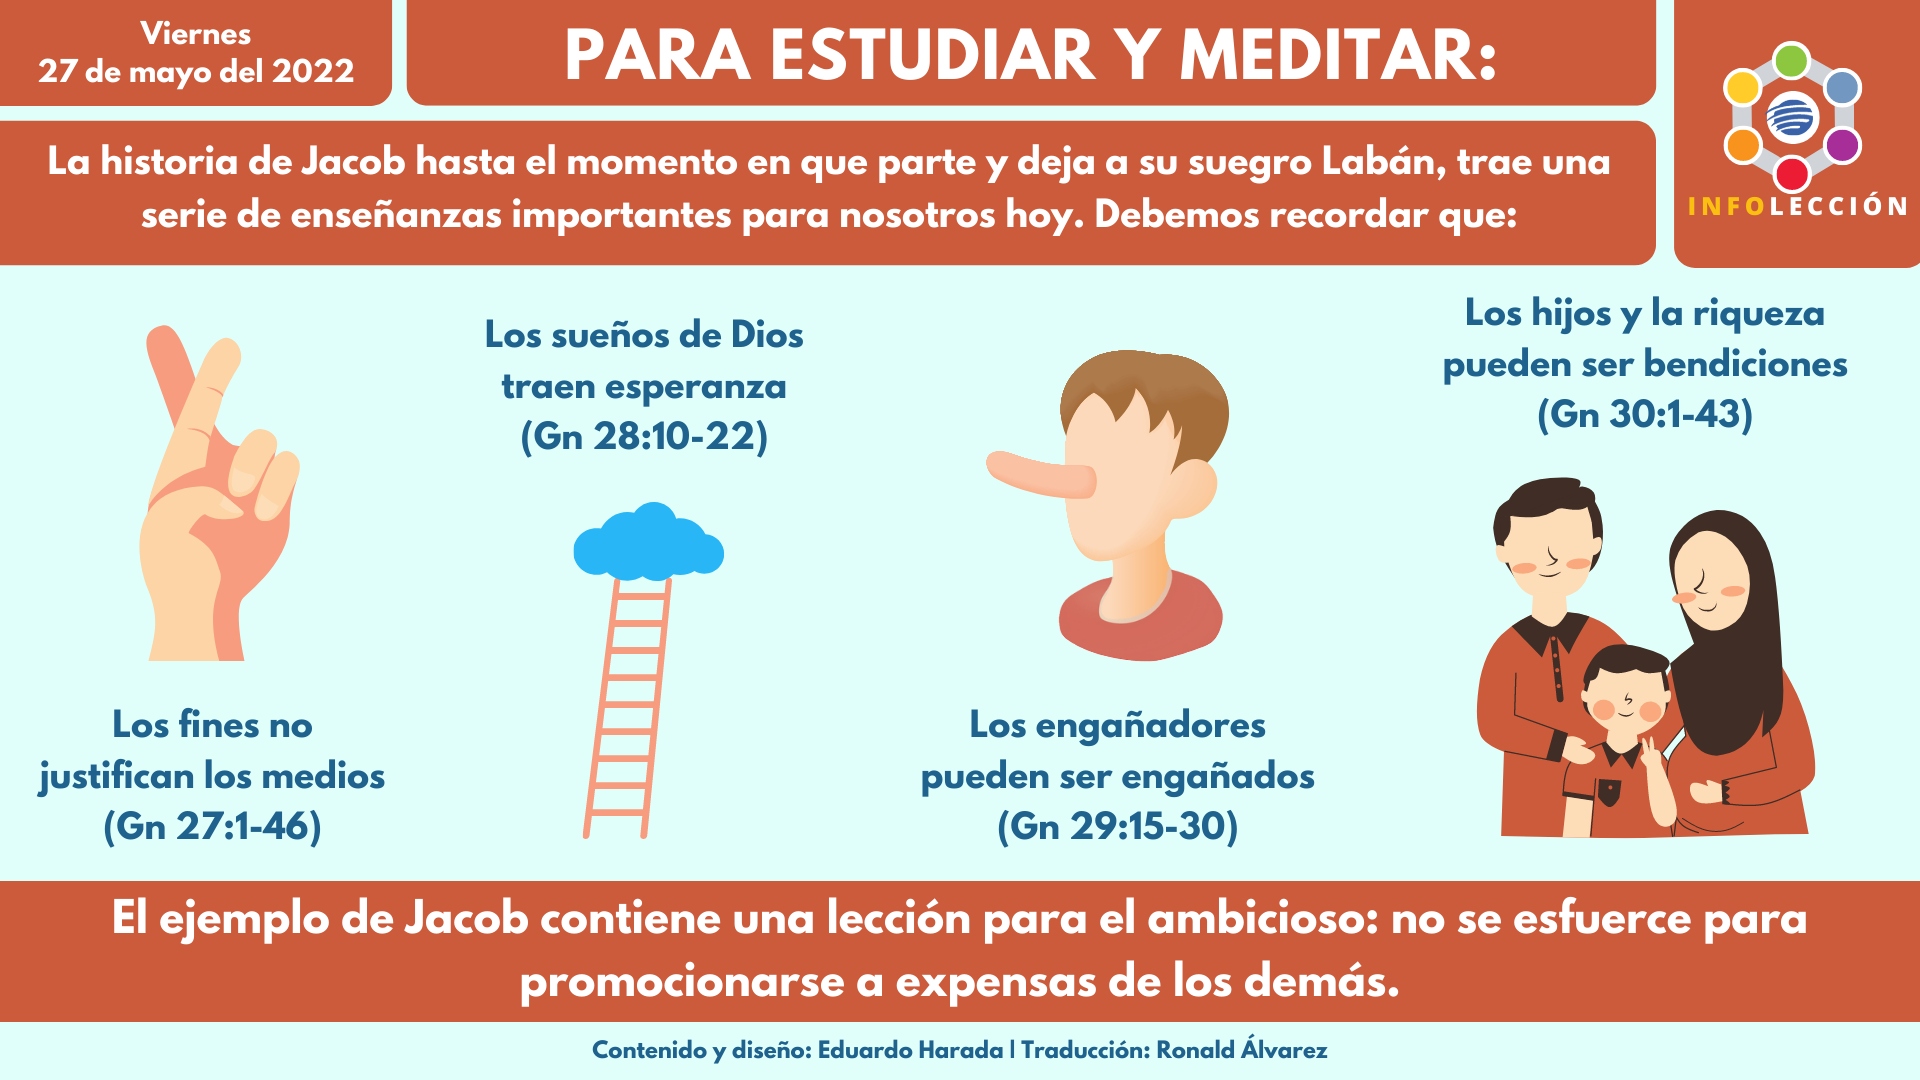 Viernes
27 de mayo del 2022
PARA ESTUDIAR Y MEDITAR:
INFOLECCIÓN
La historia de Jacob hasta el momento en que parte y deja a su suegro Labán, trae una
serie de enseñanzas importantes para nosotros hoy. Debemos recordar que:
Los fines no
justifican los medios
(Gn 27:1-46)
Los sueños de Dios
traen esperanza
(Gn 28:10-22)
Los engañadores
pueden ser engañados
(Gn 29:15-30)
Los hijos y la riqueza
pueden ser bendiciones
(Gn 30:1-43)
El ejemplo de Jacob contiene una lección para el ambicioso: no se esfuerce para
promocionarse a expensas de los demás.
Contenido y diseño: Eduardo Harada | Traducción: Ronald Álvarez